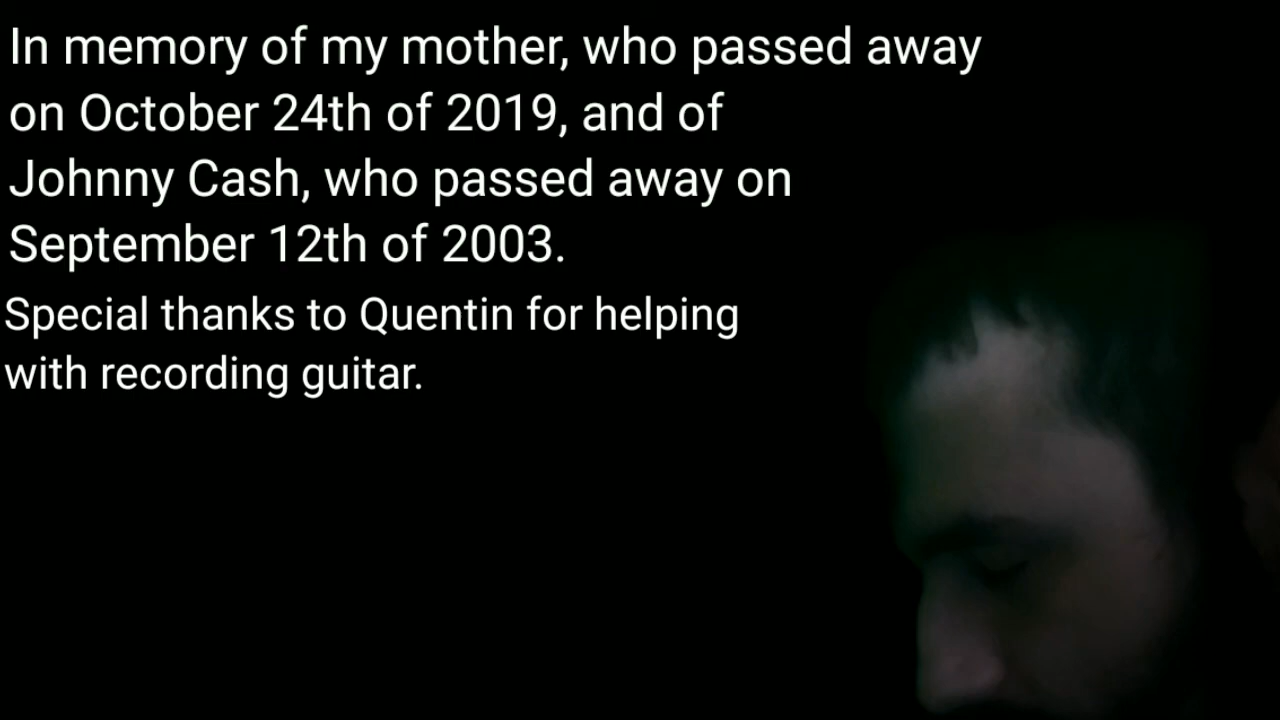 In memory of my mother, who passed away
on October 24th of 2019, and of
Johnny Cash, who passed away on
September 12th of 2003.
Special thanks to Quentin for helping
with recording guitar.